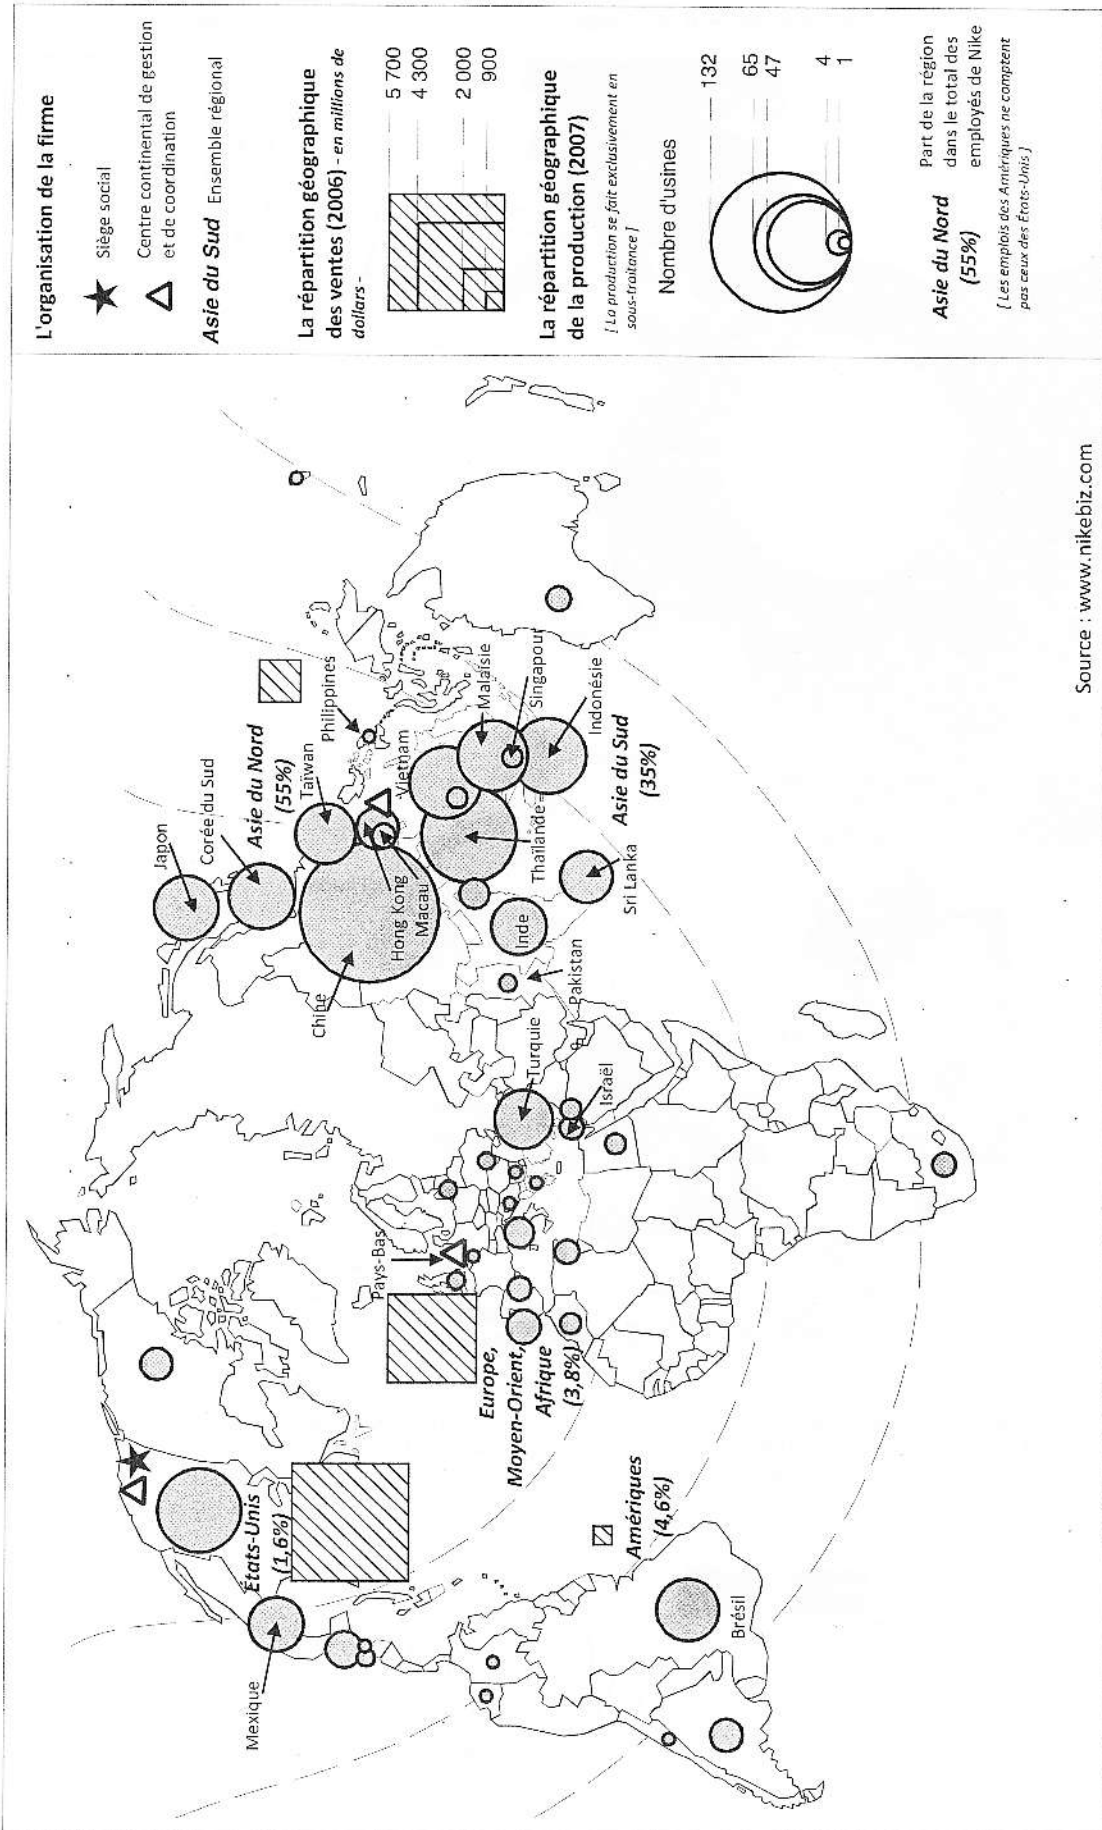 L'organisation de la firme
Siège social
Centre continental de gestion
et de coordination
Asie du Sud Ensemble régional
La répartition géographique
des ventes (2006) - en millions de
dollars -
5 700
4 300
2 000
900
La répartition géographique
de la production (2007)
[ La production se fait exclusivement en
sous-traitance ]
Nombre d'usines
132
65
47
4
1
Asie du Nord
(55%)
Part de la région
dans le total des
employés de Nike
[ Les emplois des Amériques ne comptent
pas ceux des États-Unis ]
Japon
Corée du Sud
Asie du Nord
(55%)
Taïwan
Philippines
Chine
Hong Kong
Macau
Vietnam
Malaisie
Singapour
Thaïlande
Indonésie
Asie du Sud
(35%)
Inde
Sri Lanka
Pakistan
Turquie
Israël
Pays-Bas
Europe,
Moyen-Orient,
Afrique
(3,8%)
États-Unis
(1,6%)
Mexique
Amériques
(4,6%)
Brésil
Source : www.nikebiz.com